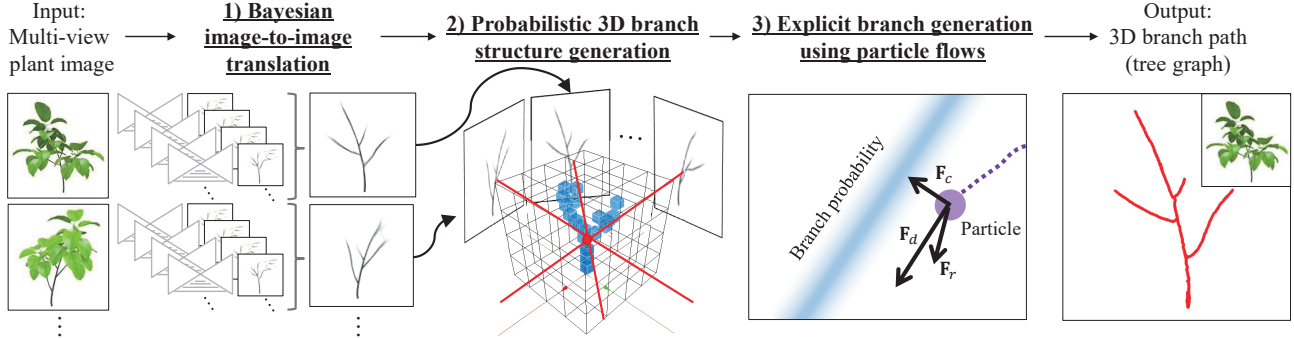 Input:
Multi-view
plant image
1) Bayesian
image-to-image
translation
2) Probabilistic 3D branch
structure generation
3) Explicit branch generation
using particle flows
Output:
3D branch path
(tree graph)
Branch probability
F_c
Particle
F_d
F_r